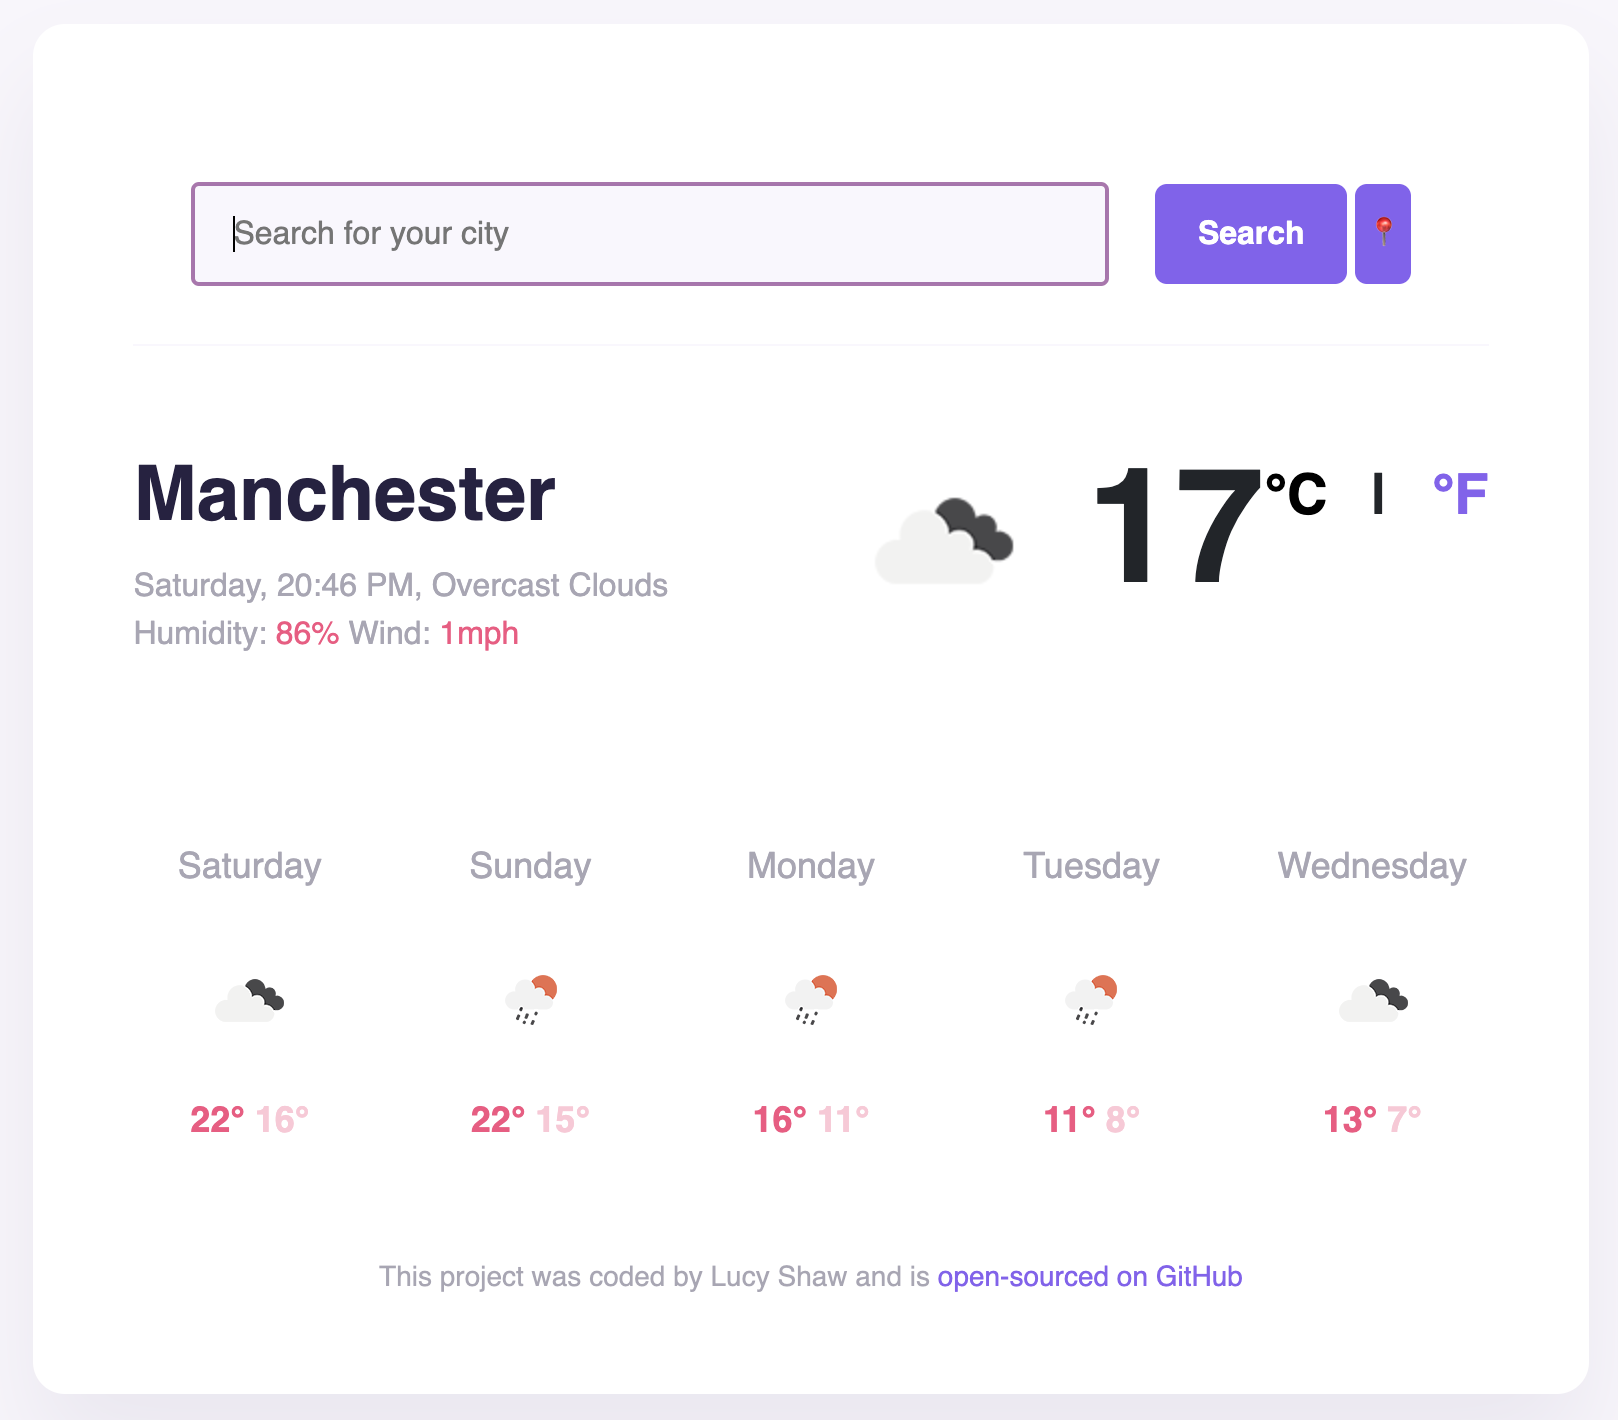 Search for your city
Search
Manchester
17°C | °F
Saturday, 20:46 PM, Overcast Clouds
Humidity: 86% Wind: 1mph
Saturday Sunday Monday Tuesday Wednesday
22° 16° 22° 15° 16° 11° 11° 8° 13° 7°
This project was coded by Lucy Shaw and is open-sourced on GitHub